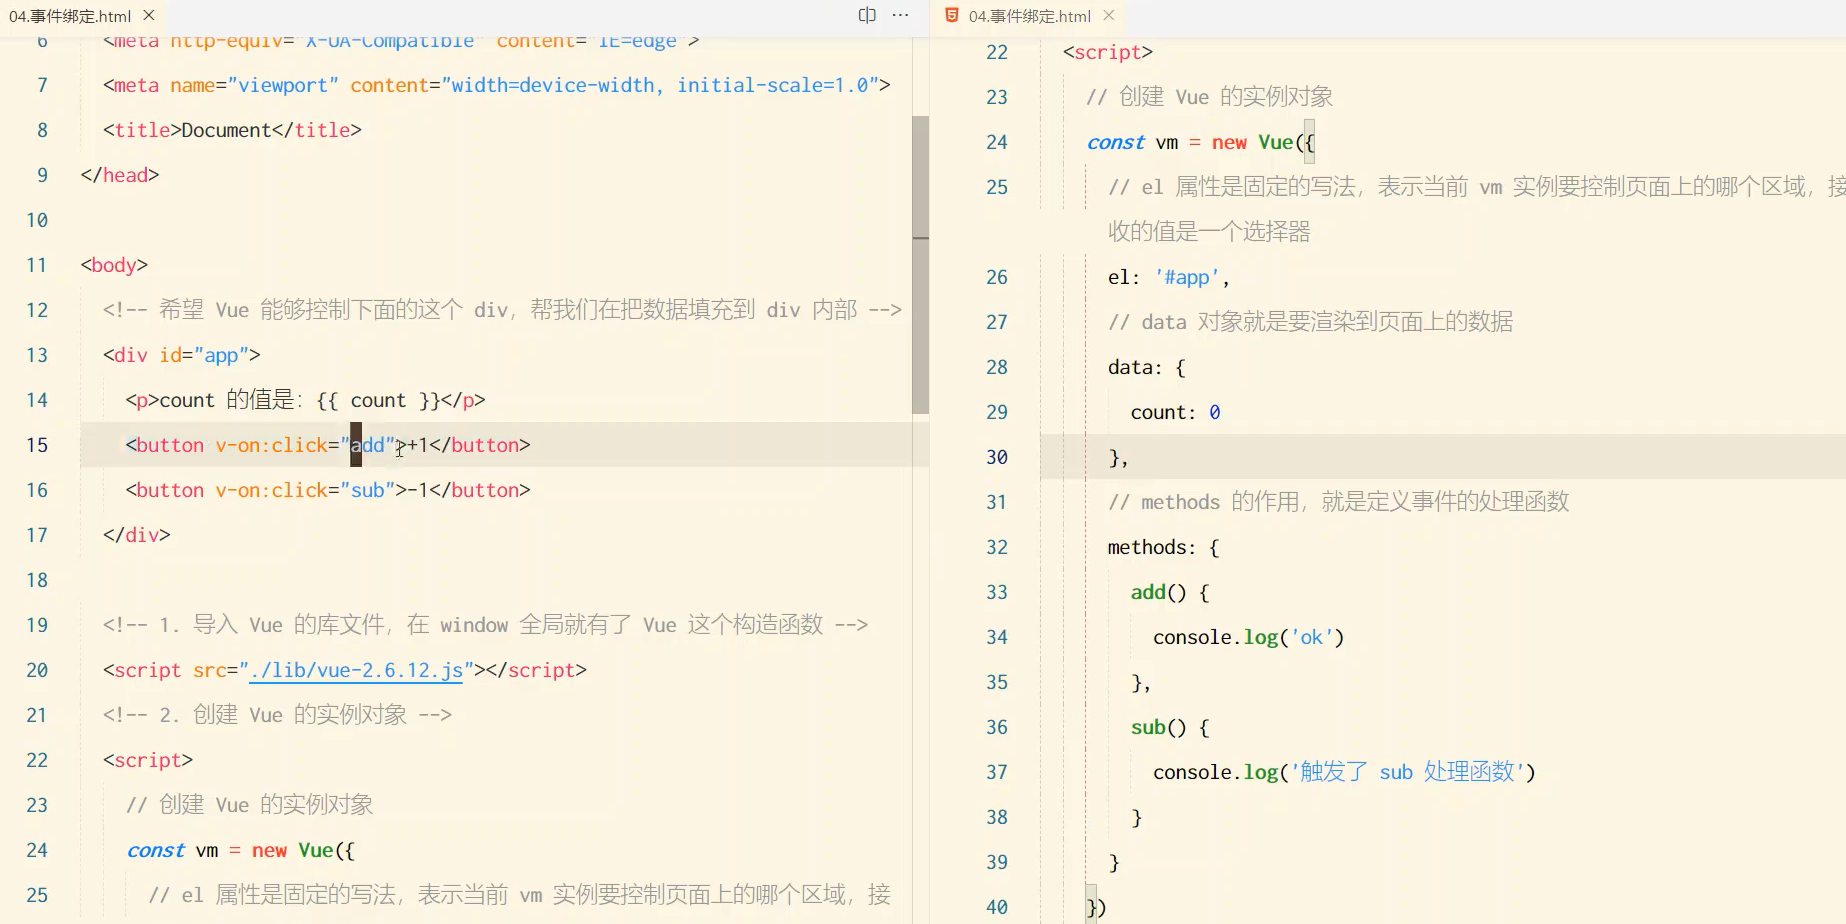 04.事件绑定.html
6 <meta http-equiv="X-UA-Compatible" content="IE=edge">
7 <meta name="viewport" content="width=device-width, initial-scale=1.0">
8 <title>Document</title>
9 </head>
10
11 <body>
12 <!-- 希望 Vue 能够控制下面的这个 div，帮我们在把数据填充到 div 内部 -->
13 <div id="app">
14 <p>count 的值是：{{ count }}</p>
15 <button v-on:click="add">+1</button>
16 <button v-on:click="sub">-1</button>
17 </div>
18
19 <!-- 1. 导入 Vue 的库文件，在 window 全局就有了 Vue 这个构造函数 -->
20 <script src="./lib/vue-2.6.12.js"></script>
21 <!-- 2. 创建 Vue 的实例对象 -->
22 <script>
23 // 创建 Vue 的实例对象
24 const vm = new Vue({
25 // el 属性是固定的写法，表示当前 vm 实例要控制页面上的哪个区域，接
04.事件绑定.html
22 <script>
23 // 创建 Vue 的实例对象
24 const vm = new Vue({
25 // el 属性是固定的写法，表示当前 vm 实例要控制页面上的哪个区域，接
收的值是一个选择器
26 el: '#app',
27 // data 对象就是要渲染到页面上的数据
28 data: {
29 count: 0
30 },
31 // methods 的作用，就是定义事件的处理函数
32 methods: {
33 add() {
34 console.log('ok')
35 },
36 sub() {
37 console.log('触发了 sub 处理函数')
38 }
39 }
40 })